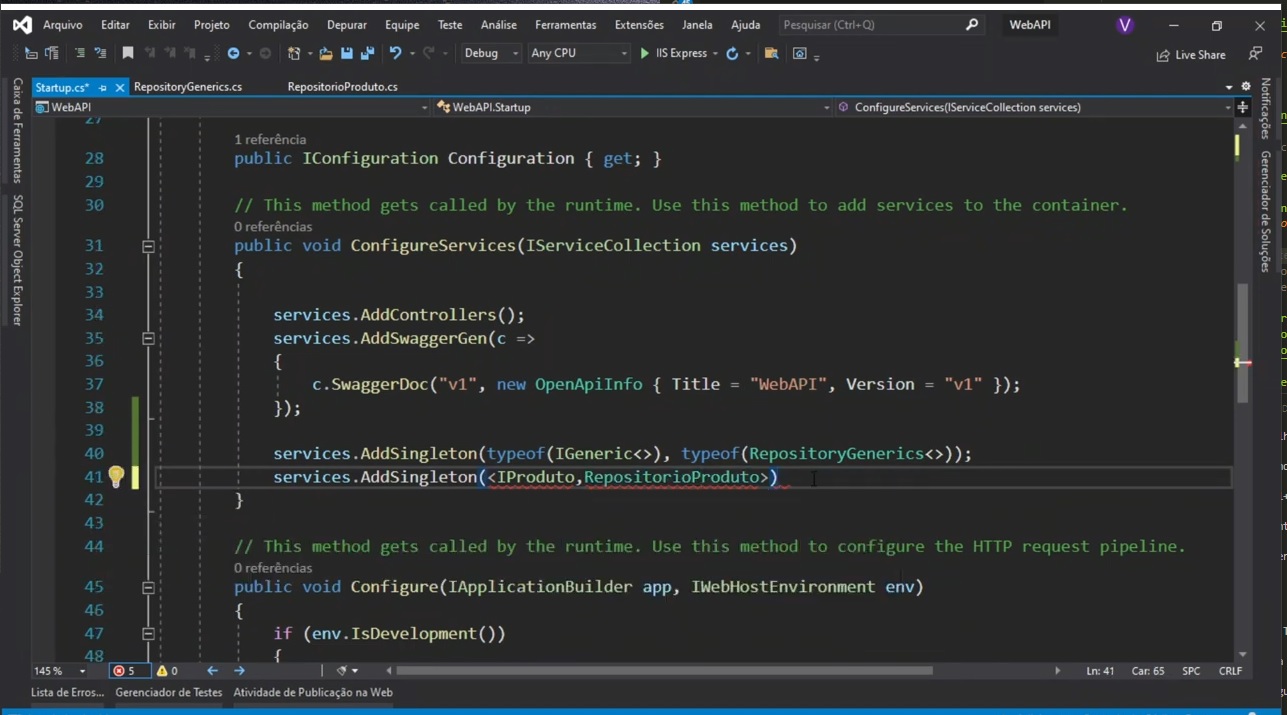 Arquivo Editar Exibir Projeto Compilação Depurar Equipe Teste Análise Ferramentas Extensões Janela Ajuda Pesquisar (Ctrl+Q) WebAPI V
Debug Any CPU IIS Express Live Share
Startup.cs* RepositoryGenerics.cs RepositorioProduto.cs
WebAPI WebAPI.Startup ConfigureServices(IServiceCollection services)
Caixa de Ferramentas
SQL Server Object Explorer
Notificações
Gerenciador de Soluções
27
1 referência
28 public IConfiguration Configuration { get; }
29
30 // This method gets called by the runtime. Use this method to add services to the container.
0 referências
31 public void ConfigureServices(IServiceCollection services)
32 {
33
34 services.AddControllers();
35 services.AddSwaggerGen(c =>
36 {
37 c.SwaggerDoc("v1", new OpenApiInfo { Title = "WebAPI", Version = "v1" });
38 });
39
40 services.AddSingleton(typeof(IGeneric<>), typeof(RepositoryGenerics<>));
41 services.AddSingleton(<IProduto,RepositorioProduto>)
42 }
43
44 // This method gets called by the runtime. Use this method to configure the HTTP request pipeline.
0 referências
45 public void Configure(IApplicationBuilder app, IWebHostEnvironment env)
46 {
47 if (env.IsDevelopment())
48 {
145 % 5 0 Ln: 41 Car: 65 SPC CRLF
Lista de Erros... Gerenciador de Testes Atividade de Publicação na Web